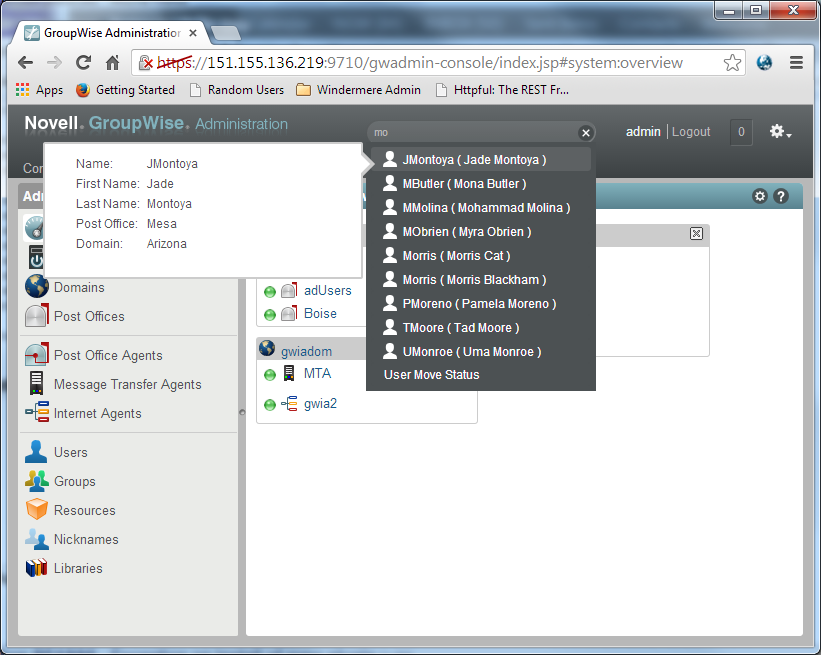 GroupWise Administration
https://151.155.136.219:9710/gwadmin-console/index.jsp#system:overview
Apps Getting Started Random Users Windermere Admin Httpful: The REST Fr...
Novell. GroupWise. Administration
mo
admin | Logout 0
Name: JMontoya
First Name: Jade
Last Name: Montoya
Post Office: Mesa
Domain: Arizona
JMontoya ( Jade Montoya )
MButler ( Mona Butler )
MMolina ( Mohammad Molina )
MObrien ( Myra Obrien )
Morris ( Morris Cat )
Morris ( Morris Blackham )
PMoreno ( Pamela Moreno )
TMoore ( Tad Moore )
UMonroe ( Uma Monroe )
User Move Status
Domains
Post Offices
Post Office Agents
Message Transfer Agents
Internet Agents
Users
Groups
Resources
Nicknames
Libraries
adUsers
Boise
gwiadom
MTA
gwia2